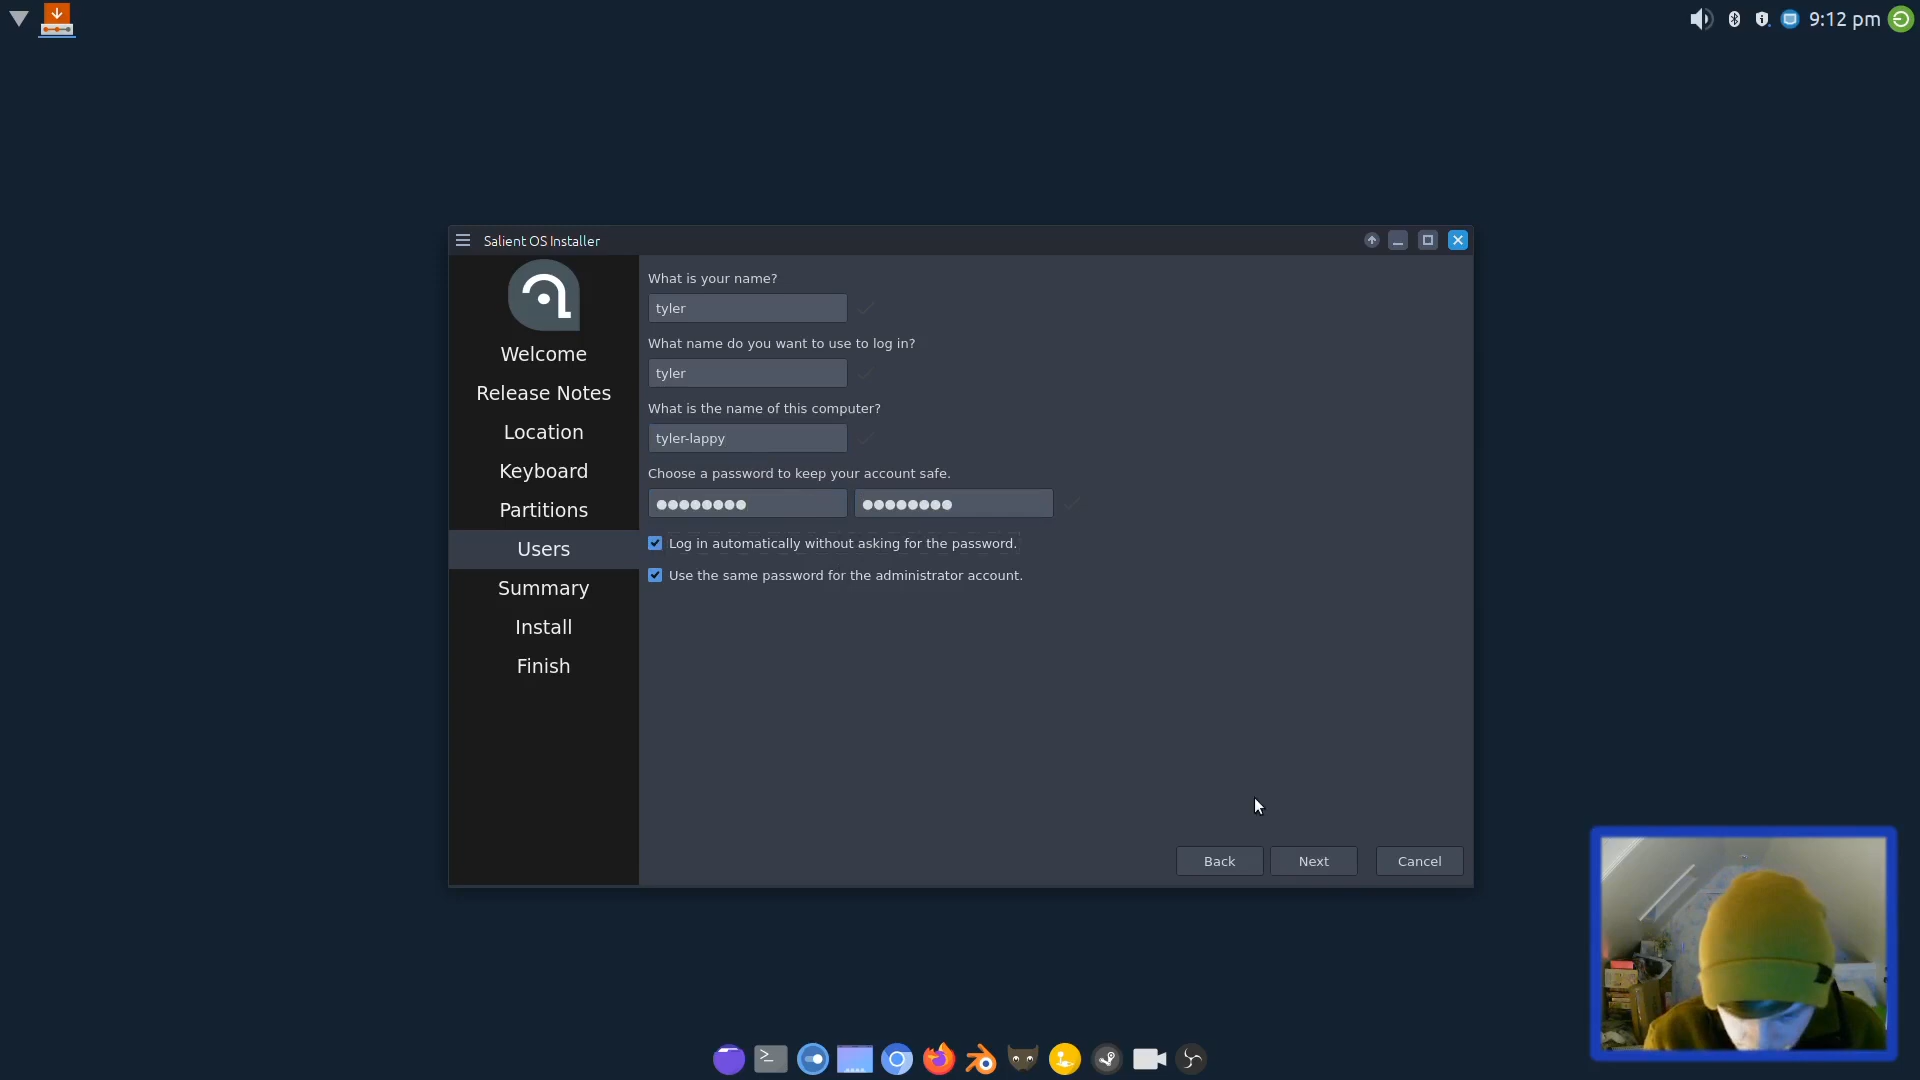 9:12 pm
Salient OS Installer
Welcome
Release Notes
Location
Keyboard
Partitions
Users
Summary
Install
Finish
What is your name?
tyler
What name do you want to use to log in?
tyler
What is the name of this computer?
tyler-lappy
Choose a password to keep your account safe.
●●●●●●●● ●●●●●●●●
Log in automatically without asking for the password.
Use the same password for the administrator account.
Back Next Cancel